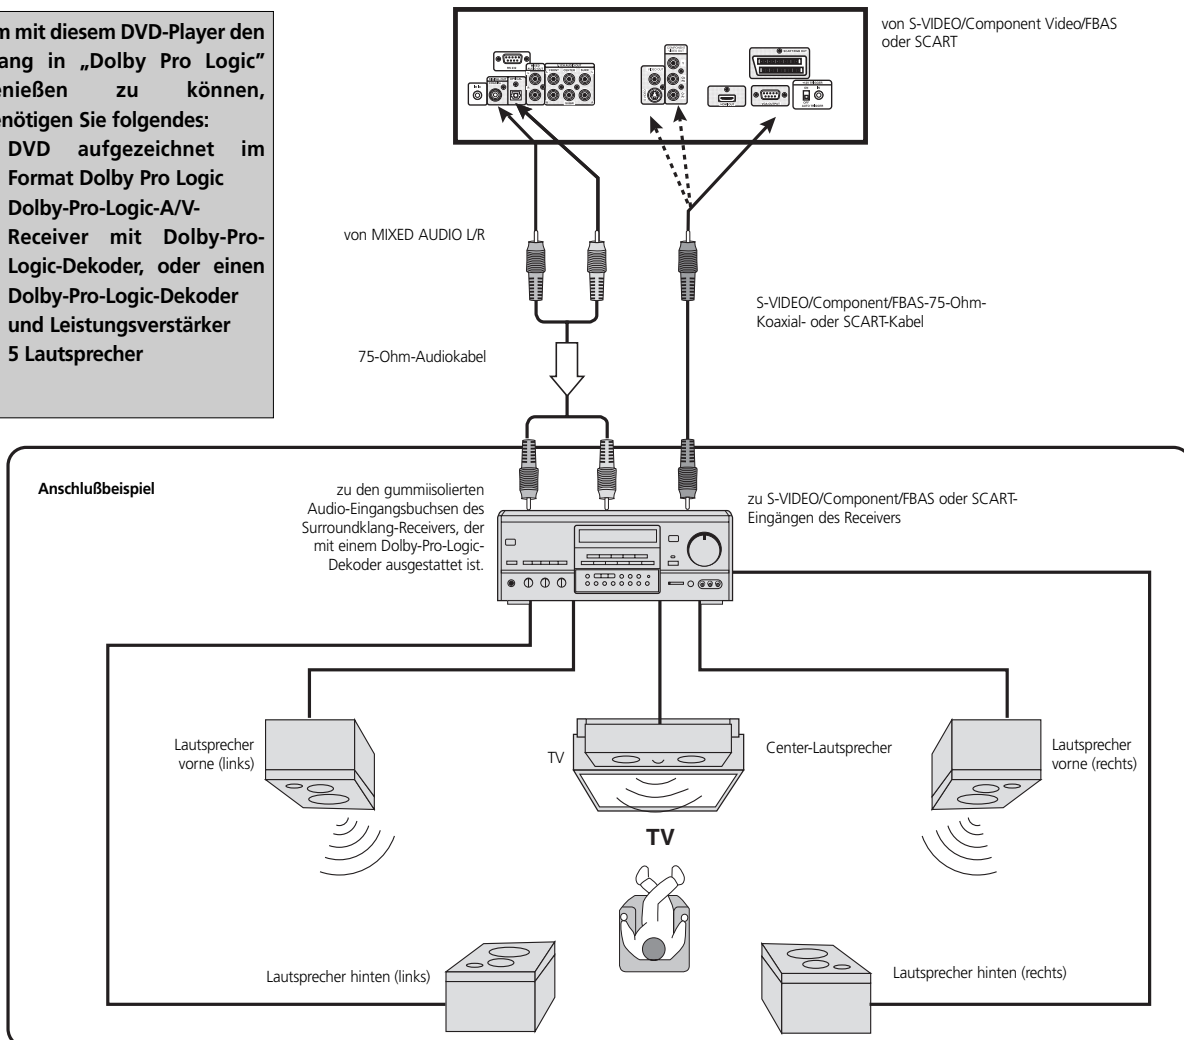 m mit diesem DVD-Player den
ang in „Dolby Pro Logic”
enießen zu können,
enötigen Sie folgendes:
DVD aufgezeichnet im
Format Dolby Pro Logic
Dolby-Pro-Logic-A/V-
Receiver mit Dolby-Pro-
Logic-Dekoder, oder einen
Dolby-Pro-Logic-Dekoder
und Leistungsverstärker
5 Lautsprecher
von S-VIDEO/Component Video/FBAS
oder SCART
von MIXED AUDIO L/R
S-VIDEO/Component/FBAS-75-Ohm-
Koaxial- oder SCART-Kabel
75-Ohm-Audiokabel
Anschlußbeispiel
zu den gummiisolierten
Audio-Eingangsbuchsen des
Surroundklang-Receivers, der
mit einem Dolby-Pro-Logic-
Dekoder ausgestattet ist.
zu S-VIDEO/Component/FBAS oder SCART-
Eingängen des Receivers
Lautsprecher
vorne (links)
TV
Center-Lautsprecher
Lautsprecher
vorne (rechts)
TV
Lautsprecher hinten (links)
Lautsprecher hinten (rechts)